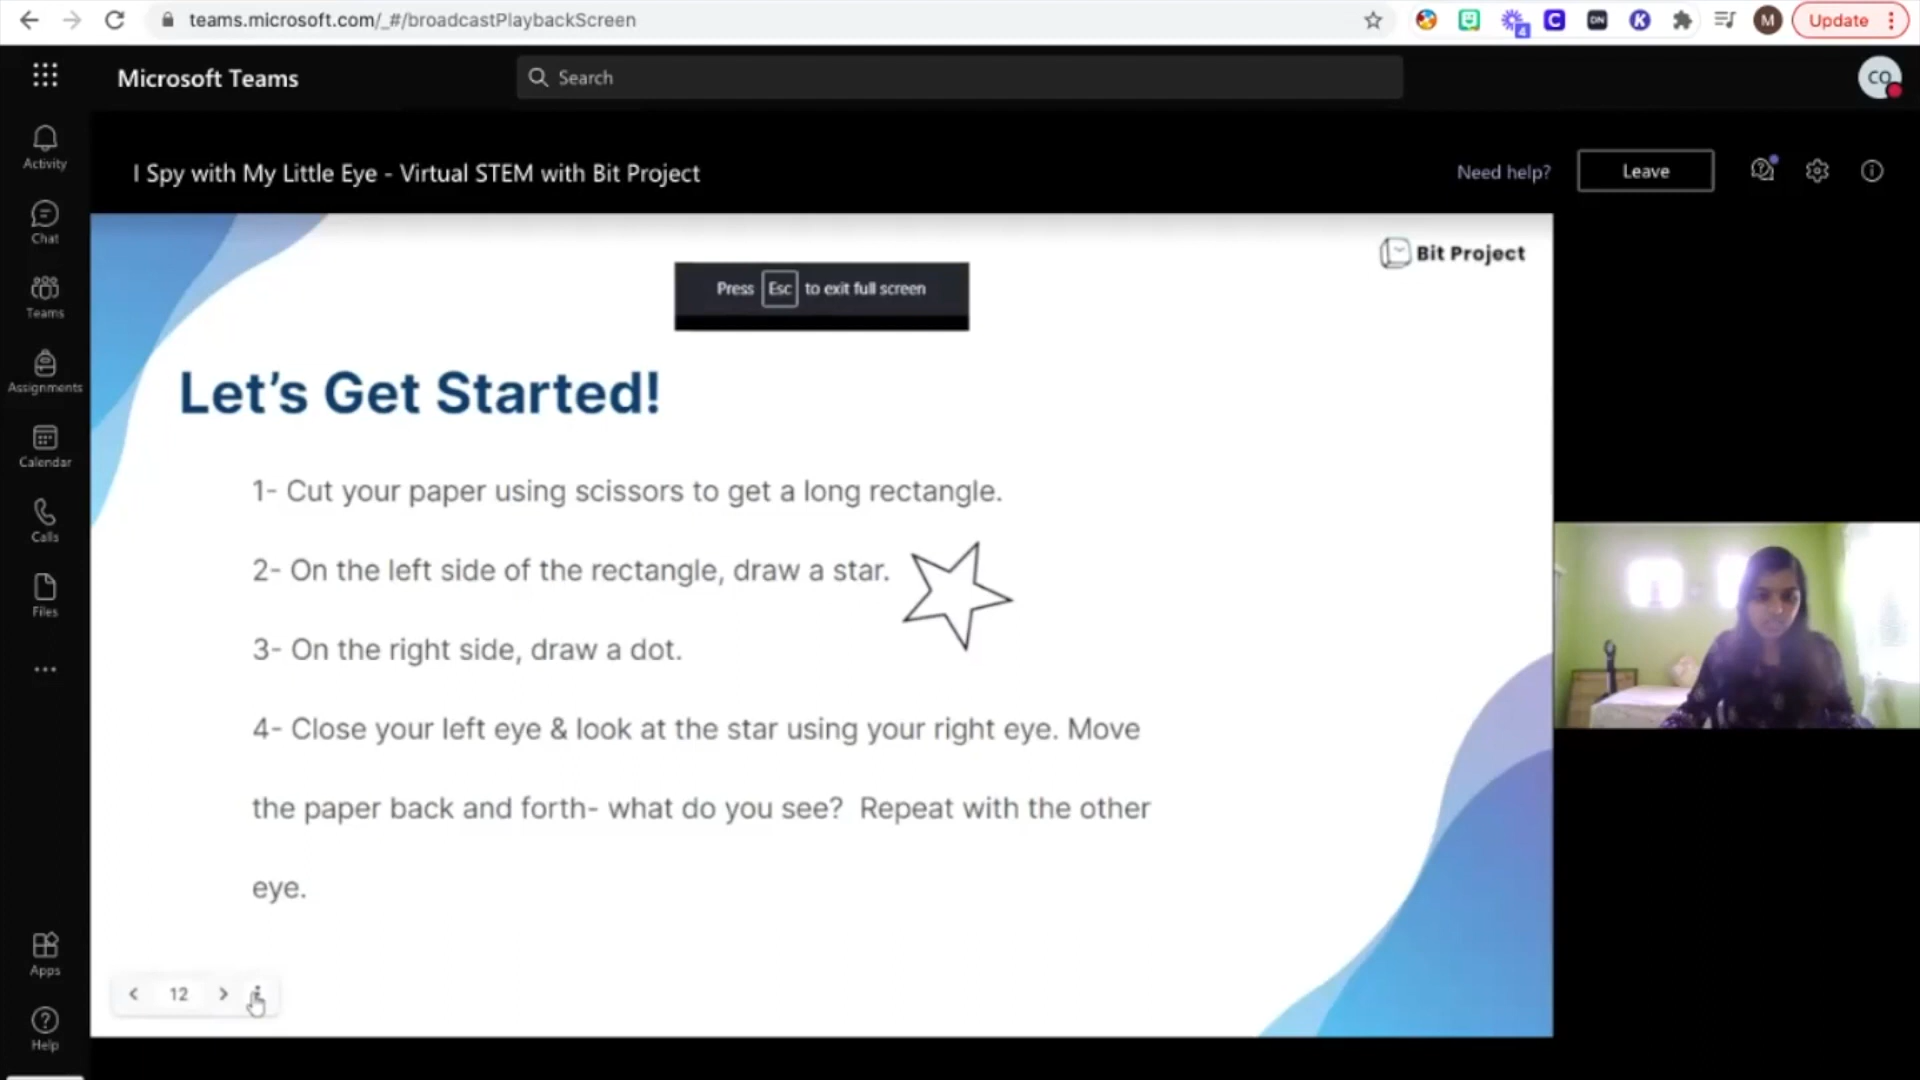 teams.microsoft.com/_#/broadcastPlaybackScreen
4
C
DN
K
M
Update
Microsoft Teams
Search
CO
Activity
Chat
Teams
Assignments
Calendar
Calls
Files
Apps
Help
I Spy with My Little Eye - Virtual STEM with Bit Project
Need help?
Leave
Bit Project
Press Esc to exit full screen
Let's Get Started!
1- Cut your paper using scissors to get a long rectangle.
2- On the left side of the rectangle, draw a star.
3- On the right side, draw a dot.
4- Close your left eye & look at the star using your right eye. Move
the paper back and forth- what do you see? Repeat with the other
eye.
12